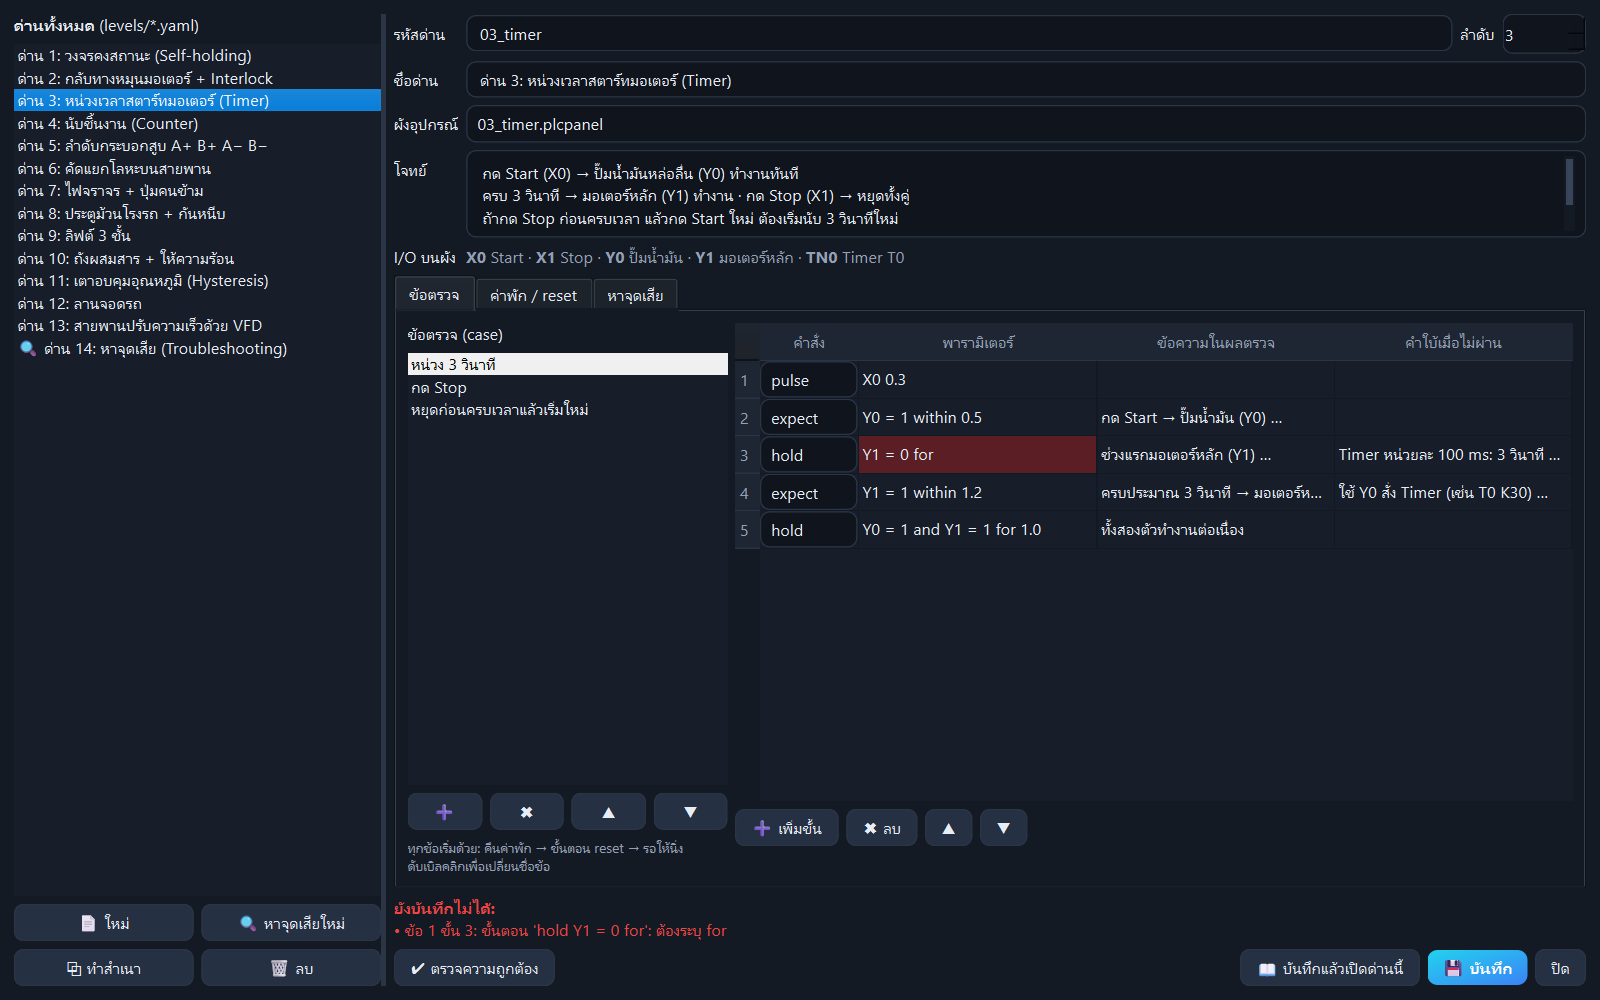 ด่านทั้งหมด (levels/*.yaml)
ด่าน 1: วงจรคงสถานะ (Self-holding)
ด่าน 2: กลับทางหมุนมอเตอร์ + Interlock
ด่าน 3: หน่วงเวลาสตาร์ทมอเตอร์ (Timer)
ด่าน 4: นับชิ้นงาน (Counter)
ด่าน 5: ลำดับกระบอกสูบ A+ B+ A− B−
ด่าน 6: คัดแยกโลหะบนสายพาน
ด่าน 7: ไฟจราจร + ปุ่มคนข้าม
ด่าน 8: ประตูม้วนโรงรถ + กันหนีบ
ด่าน 9: ลิฟต์ 3 ชั้น
ด่าน 10: ถังผสมสาร + ให้ความร้อน
ด่าน 11: เตาอบคุมอุณหภูมิ (Hysteresis)
ด่าน 12: ลานจอดรถ
ด่าน 13: สายพานปรับความเร็วด้วย VFD
ด่าน 14: หาจุดเสีย (Troubleshooting)
ใหม่
หาจุดเสียใหม่
ทำสำเนา
ลบ
รหัสด่าน 03_timer ลำดับ 3
ชื่อด่าน ด่าน 3: หน่วงเวลาสตาร์ทมอเตอร์ (Timer)
ผังอุปกรณ์ 03_timer.plcpanel
โจทย์ กด Start (X0) → ปั๊มน้ำมันหล่อลื่น (Y0) ทำงานทันที
ครบ 3 วินาที → มอเตอร์หลัก (Y1) ทำงาน · กด Stop (X1) → หยุดทั้งคู่
ถ้ากด Stop ก่อนครบเวลา แล้วกด Start ใหม่ ต้องเริ่มนับ 3 วินาทีใหม่
I/O บนผัง X0 Start · X1 Stop · Y0 ปั๊มน้ำมัน · Y1 มอเตอร์หลัก · TN0 Timer T0
ข้อตรวจ
ค่าพัก / reset
หาจุดเสีย
ข้อตรวจ (case)
หน่วง 3 วินาที
กด Stop
หยุดก่อนครบเวลาแล้วเริ่มใหม่
ทุกข้อเริ่มด้วย: คืนค่าพัก → ขั้นตอน reset → รอให้นิ่ง
ดับเบิลคลิกเพื่อเปลี่ยนชื่อข้อ
คำสั่ง พารามิเตอร์ ข้อความในผลตรวจ คำใบ้เมื่อไม่ผ่าน
1 pulse X0 0.3
2 expect Y0 = 1 within 0.5 กด Start → ปั๊มน้ำมัน (Y0) ...
3 hold Y1 = 0 for ช่วงแรกมอเตอร์หลัก (Y1) ... Timer หน่วยละ 100 ms: 3 วินาที ...
4 expect Y1 = 1 within 1.2 ครบประมาณ 3 วินาที → มอเตอร์ห... ใช้ Y0 สั่ง Timer (เช่น T0 K30) ...
5 hold Y0 = 1 and Y1 = 1 for 1.0 ทั้งสองตัวทำงานต่อเนื่อง
เพิ่มขั้น
ลบ
ยังบันทึกไม่ได้:
• ข้อ 1 ขั้น 3: ขั้นตอน 'hold Y1 = 0 for': ต้องระบุ for
ตรวจความถูกต้อง
บันทึกแล้วเปิดด่านนี้
บันทึก
ปิด